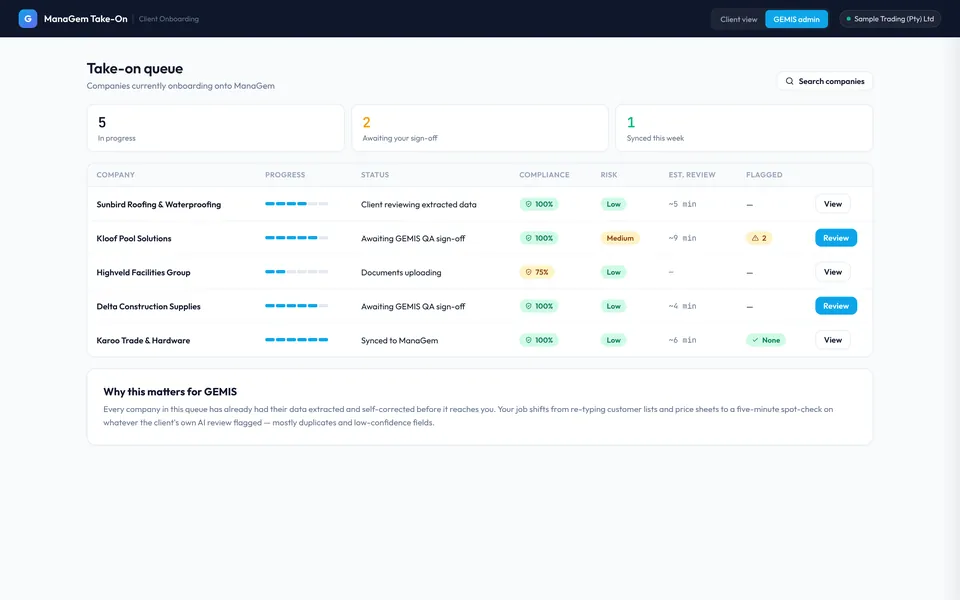 G ManaGem Take-On Client Onboarding Client view GEMIS admin Sample Trading (Pty) Ltd
Take-on queue
Companies currently onboarding onto ManaGem
Search companies
5 2 1
In progress Awaiting your sign-off Synced this week
COMPANY PROGRESS STATUS COMPLIANCE RISK EST. REVIEW FLAGGED
Sunbird Roofing & Waterproofing Client reviewing extracted data 100% Low ~5 min — View
Kloof Pool Solutions Awaiting GEMIS QA sign-off 100% Medium ~9 min 2 Review
Highveld Facilities Group Documents uploading 75% Low — — View
Delta Construction Supplies Awaiting GEMIS QA sign-off 100% Low ~4 min — Review
Karoo Trade & Hardware Synced to ManaGem 100% Low ~6 min None View
Why this matters for GEMIS
Every company in this queue has already had their data extracted and self-corrected before it reaches you. Your job shifts from re-typing customer lists and price sheets to a five-minute spot-check on
whatever the client's own AI review flagged — mostly duplicates and low-confidence fields.